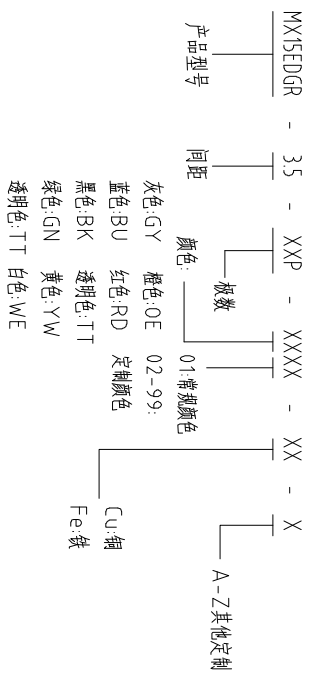 MX15EDGR - 3.5 - XXP - XXXX - XX - X
产品型号
间距
极数
颜色:
灰色:GY 橙色:OE
蓝色:BU 红色:RD
黑色:BK 透明色:TT
绿色:GN 黄色:YW
透明色:TT 白色:WE
01:常规颜色
02-99:
定制颜色
Cu:铜
Fe:铁
A-Z其他定制